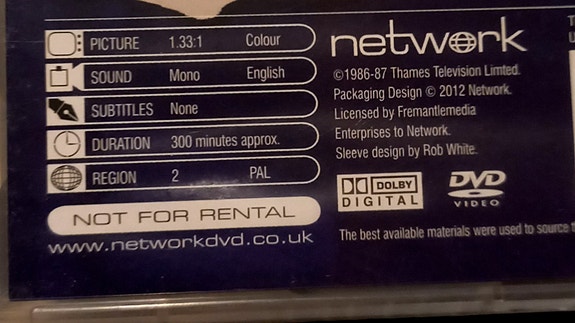 PICTURE 1.33:1 Colour
SOUND Mono English
SUBTITLES None
DURATION 300 minutes approx.
REGION 2 PAL
NOT FOR RENTAL
www.networkdvd.co.uk
network
©1986-87 Thames Television Limted.
Packaging Design © 2012 Network.
Licensed by Fremantlemedia
Enterprises to Network.
Sleeve design by Rob White.
DOLBY
DIGITAL
DVD
VIDEO
The best available materials were used to source